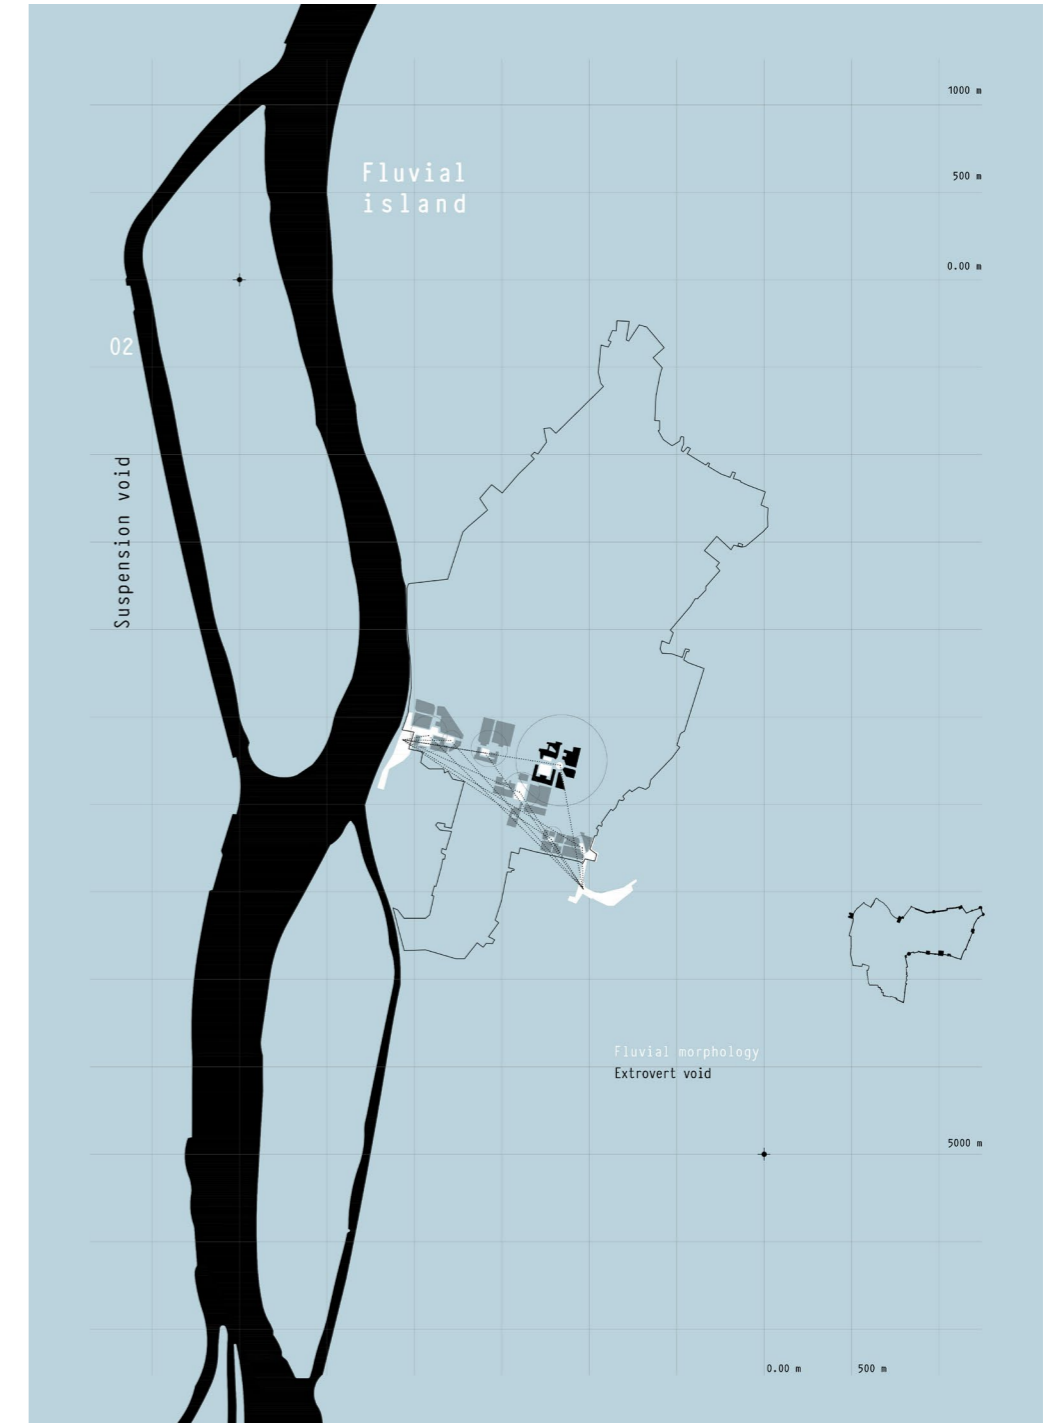 1000 m
Fluvial
island
500 m
0.00 m
02
Suspension void
Fluvial morphology
Extrovert void
5000 m
0.00 m
500 m